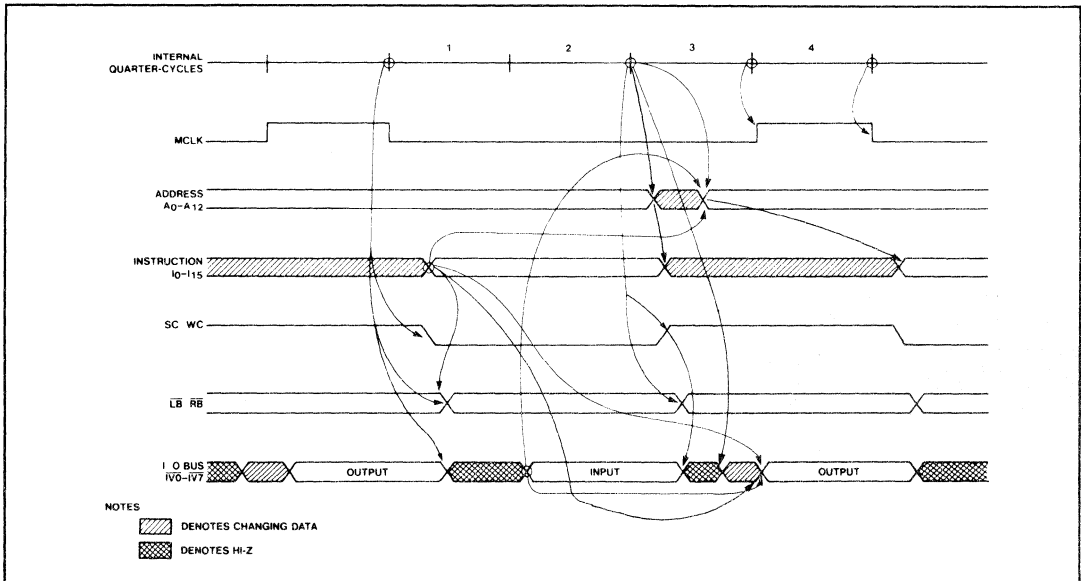 INTERNAL
QUARTER-CYCLES
1
2
3
4
MCLK
ADDRESS
A0-A12
INSTRUCTION
I0-I15
SC WC
LB RB
I O BUS
IV0-IV7
OUTPUT
INPUT
OUTPUT
NOTES
DENOTES CHANGING DATA
DENOTES HI-Z